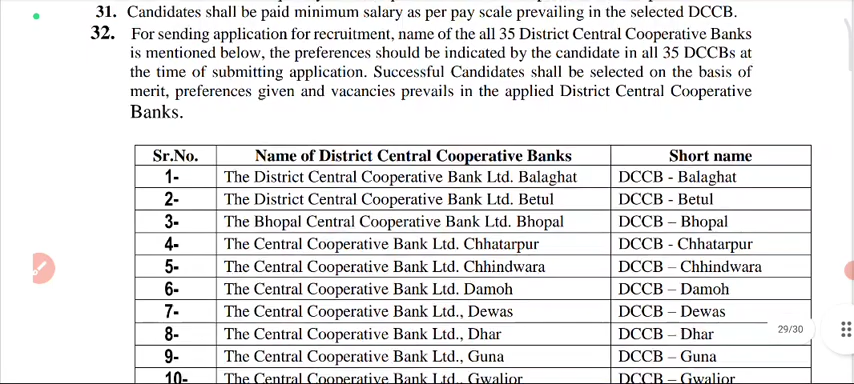 31. Candidates shall be paid minimum salary as per pay scale prevailing in the selected DCCB.
32. For sending application for recruitment, name of the all 35 District Central Cooperative Banks
is mentioned below, the preferences should be indicated by the candidate in all 35 DCCBs at
the time of submitting application. Successful Candidates shall be selected on the basis of
merit, preferences given and vacancies prevails in the applied District Central Cooperative
Banks.
Sr.No. Name of District Central Cooperative Banks Short name
1- The District Central Cooperative Bank Ltd. Balaghat DCCB - Balaghat
2- The District Central Cooperative Bank Ltd. Betul DCCB - Betul
3- The Bhopal Central Cooperative Bank Ltd. Bhopal DCCB – Bhopal
4- The Central Cooperative Bank Ltd. Chhatarpur DCCB - Chhatarpur
5- The Central Cooperative Bank Ltd. Chhindwara DCCB – Chhindwara
6- The Central Cooperative Bank Ltd. Damoh DCCB – Damoh
7- The Central Cooperative Bank Ltd., Dewas DCCB – Dewas
8- The Central Cooperative Bank Ltd., Dhar DCCB – Dhar
29/30
9- The Central Cooperative Bank Ltd., Guna DCCB – Guna
10- The Central Cooperative Bank Ltd., Gwalior DCCB – Gwalior